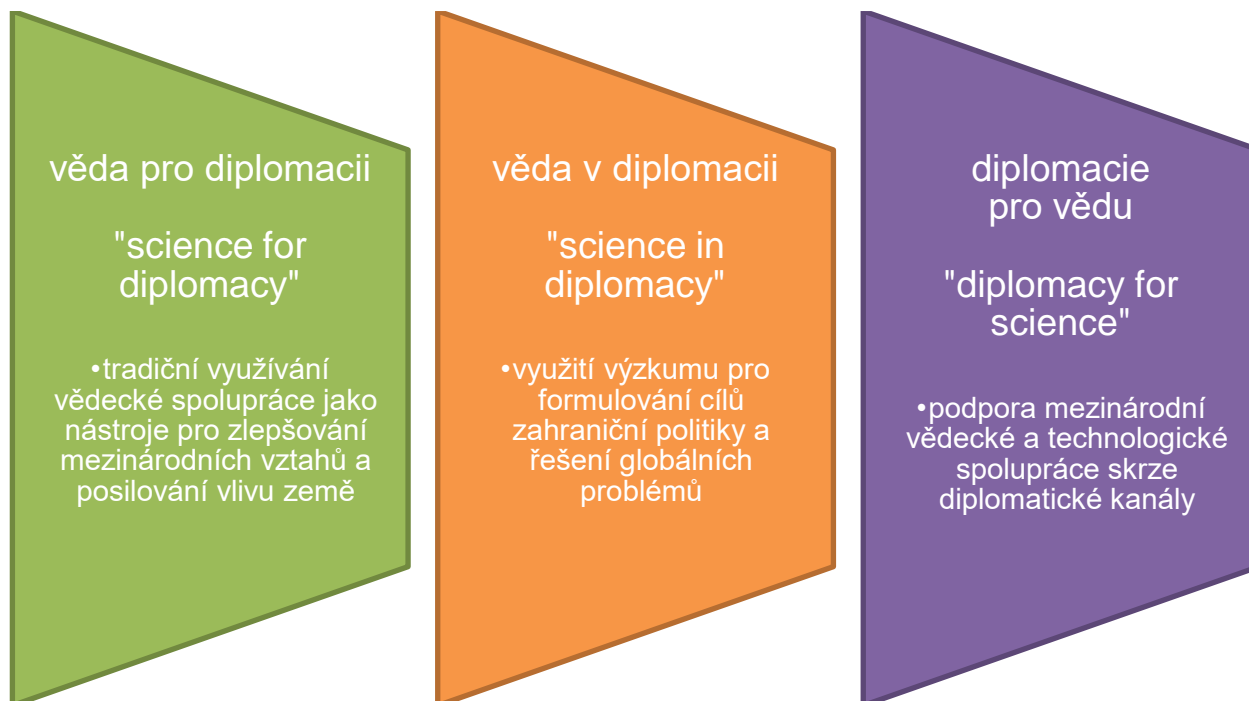 věda pro diplomacii
"science for
diplomacy"
•tradiční využívání
vědecké spolupráce jako
nástroje pro zlepšování
mezinárodních vztahů a
posilování vlivu země
věda v diplomacii
"science in
diplomacy"
•využití výzkumu pro
formulování cílů
zahraniční politiky a
řešení globálních
problémů
diplomacie
pro vědu
"diplomacy for
science"
•podpora mezinárodní
vědecké a technologické
spolupráce skrze
diplomatické kanály